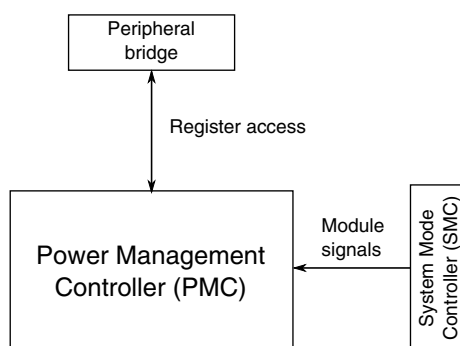 Peripheral
bridge
Register access
Power Management
Controller (PMC)
Module
signals
System Mode
Controller (SMC)